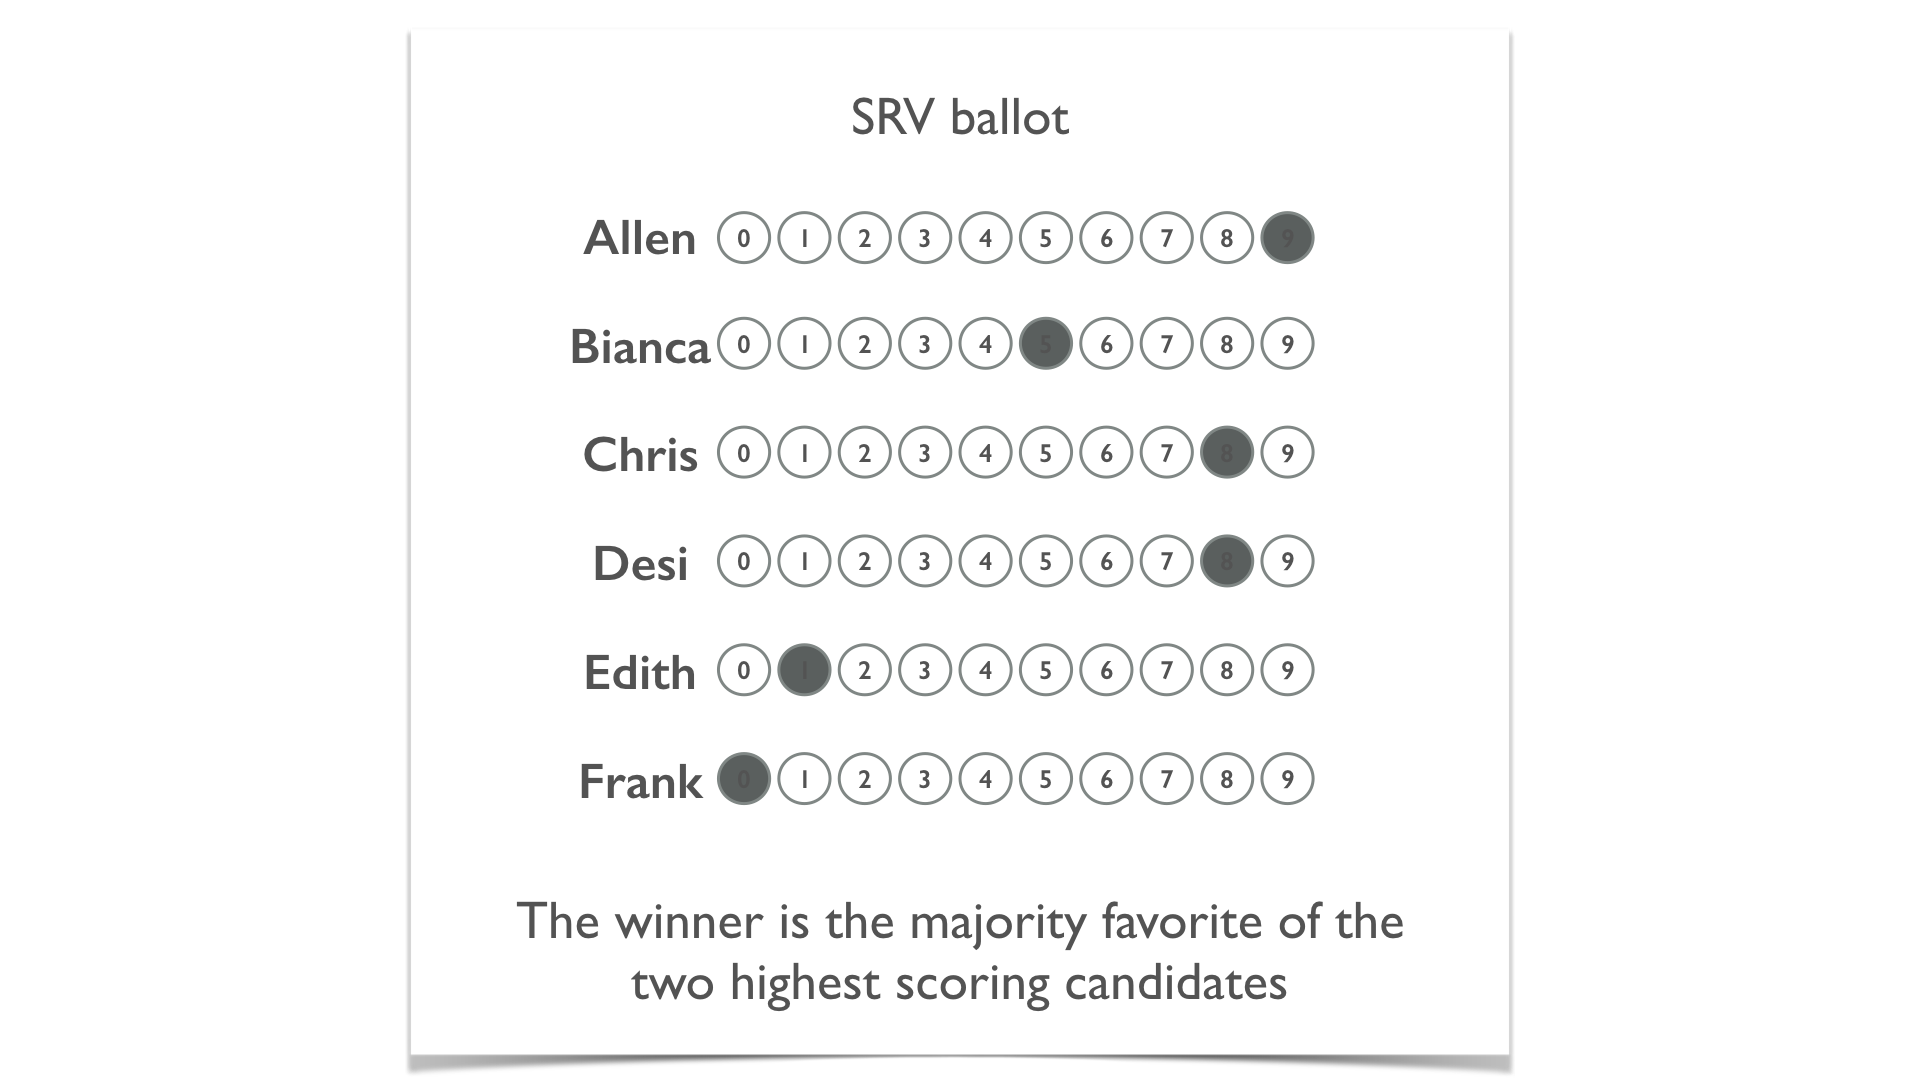 SRV ballot
Allen 0 1 2 3 4 5 6 7 8 9
Bianca 0 1 2 3 4 5 6 7 8 9
Chris 0 1 2 3 4 5 6 7 8 9
Desi 0 1 2 3 4 5 6 7 8 9
Edith 0 1 2 3 4 5 6 7 8 9
Frank 0 1 2 3 4 5 6 7 8 9
The winner is the majority favorite of the
two highest scoring candidates